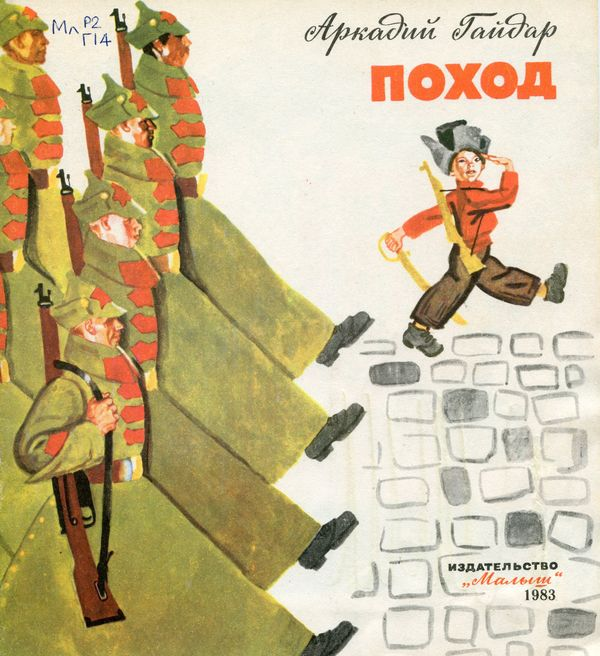 Мл Р2
Г14
Аркадий Гайдар
ПОХОД
ИЗДАТЕЛЬСТВО
„Малыш“
1983